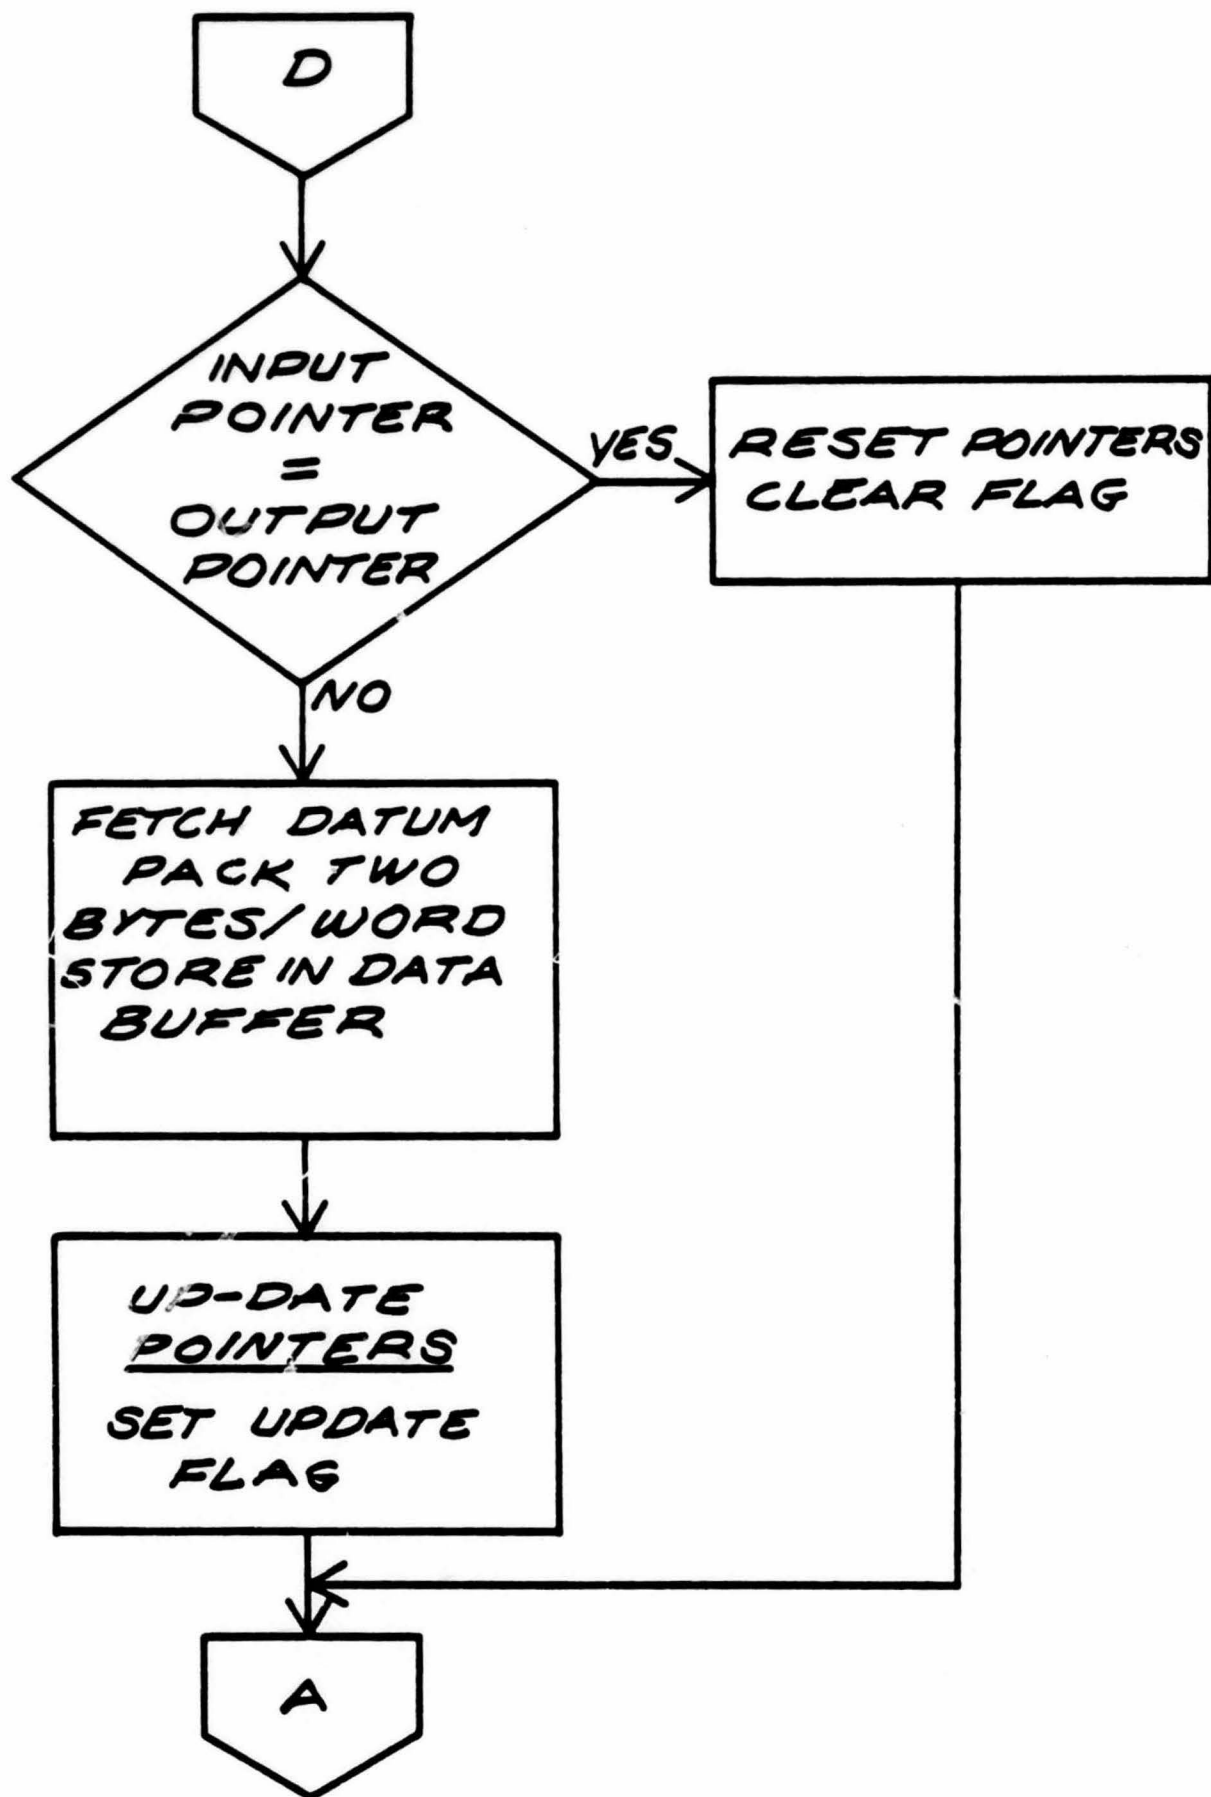 D
INPUT
POINTER
=
OUTPUT
POINTER
YES
RESET POINTERS
CLEAR FLAG
NO
FETCH DATUM
PACK TWO
BYTES/WORD
STORE IN DATA
BUFFER
UP-DATE
POINTERS
SET UPDATE
FLAG
A